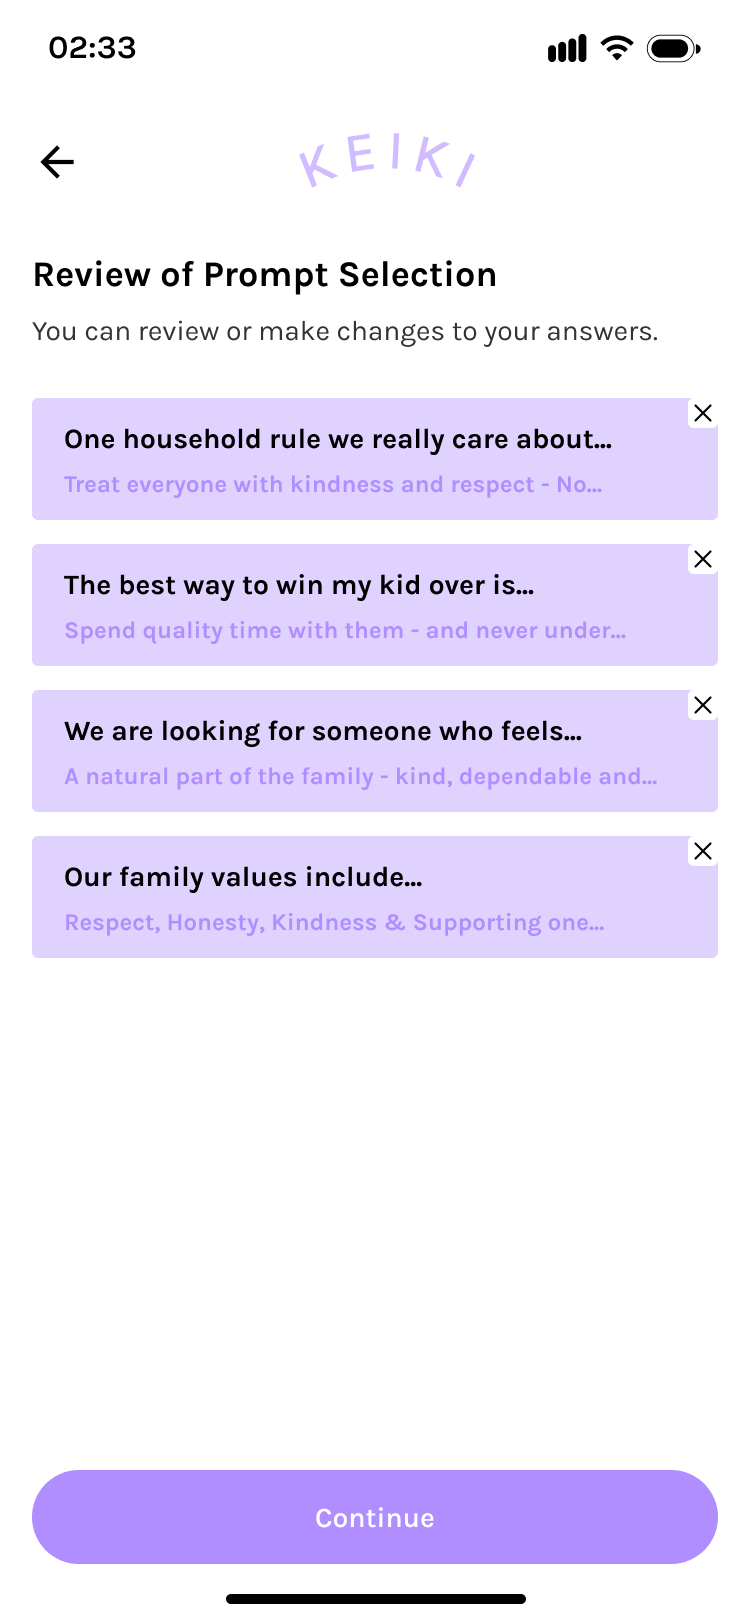 02:33
KEIKI
Review of Prompt Selection
You can review or make changes to your answers.
One household rule we really care about...
Treat everyone with kindness and respect - No...
The best way to win my kid over is...
Spend quality time with them - and never under...
We are looking for someone who feels...
A natural part of the family - kind, dependable and...
Our family values include...
Respect, Honesty, Kindness & Supporting one...
Continue